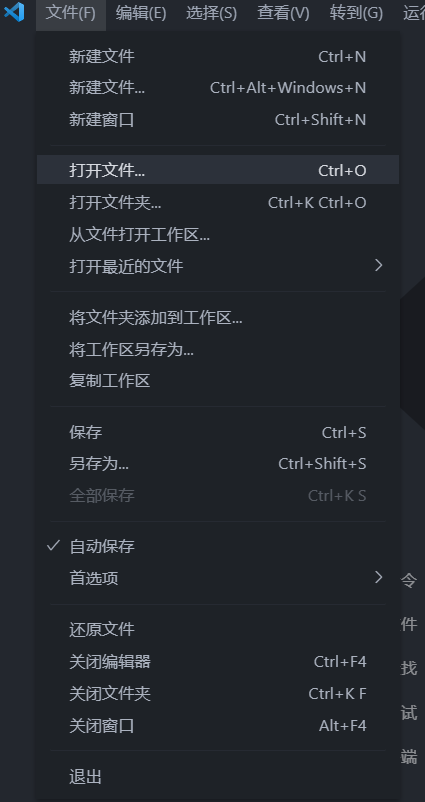 文件(F) 编辑(E) 选择(S) 查看(V) 转到(G) 运行
新建文件 Ctrl+N
新建文件... Ctrl+Alt+Windows+N
新建窗口 Ctrl+Shift+N
打开文件... Ctrl+O
打开文件夹... Ctrl+K Ctrl+O
从文件打开工作区...
打开最近的文件
将文件夹添加到工作区...
将工作区另存为...
复制工作区
保存 Ctrl+S
另存为... Ctrl+Shift+S
全部保存 Ctrl+K S
自动保存
首选项
令
件
还原文件
关闭编辑器 Ctrl+F4
找
关闭文件夹 Ctrl+K F
试
关闭窗口 Alt+F4
端
退出